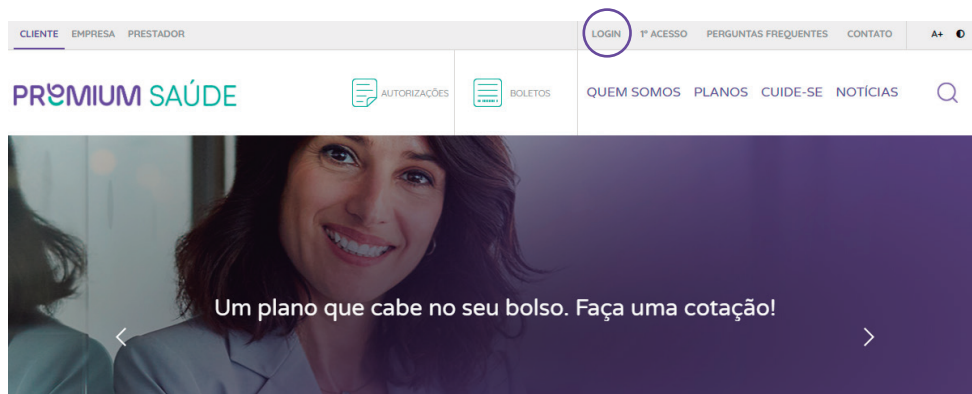 CLIENTE EMPRESA PRESTADOR LOGIN 1º ACESSO PERGUNTAS FREQUENTES CONTATO A+
PREMIUM SAÚDE AUTORIZAÇÕES BOLETOS QUEM SOMOS PLANOS CUIDE-SE NOTÍCIAS
Um plano que cabe no seu bolso. Faça uma cotação!